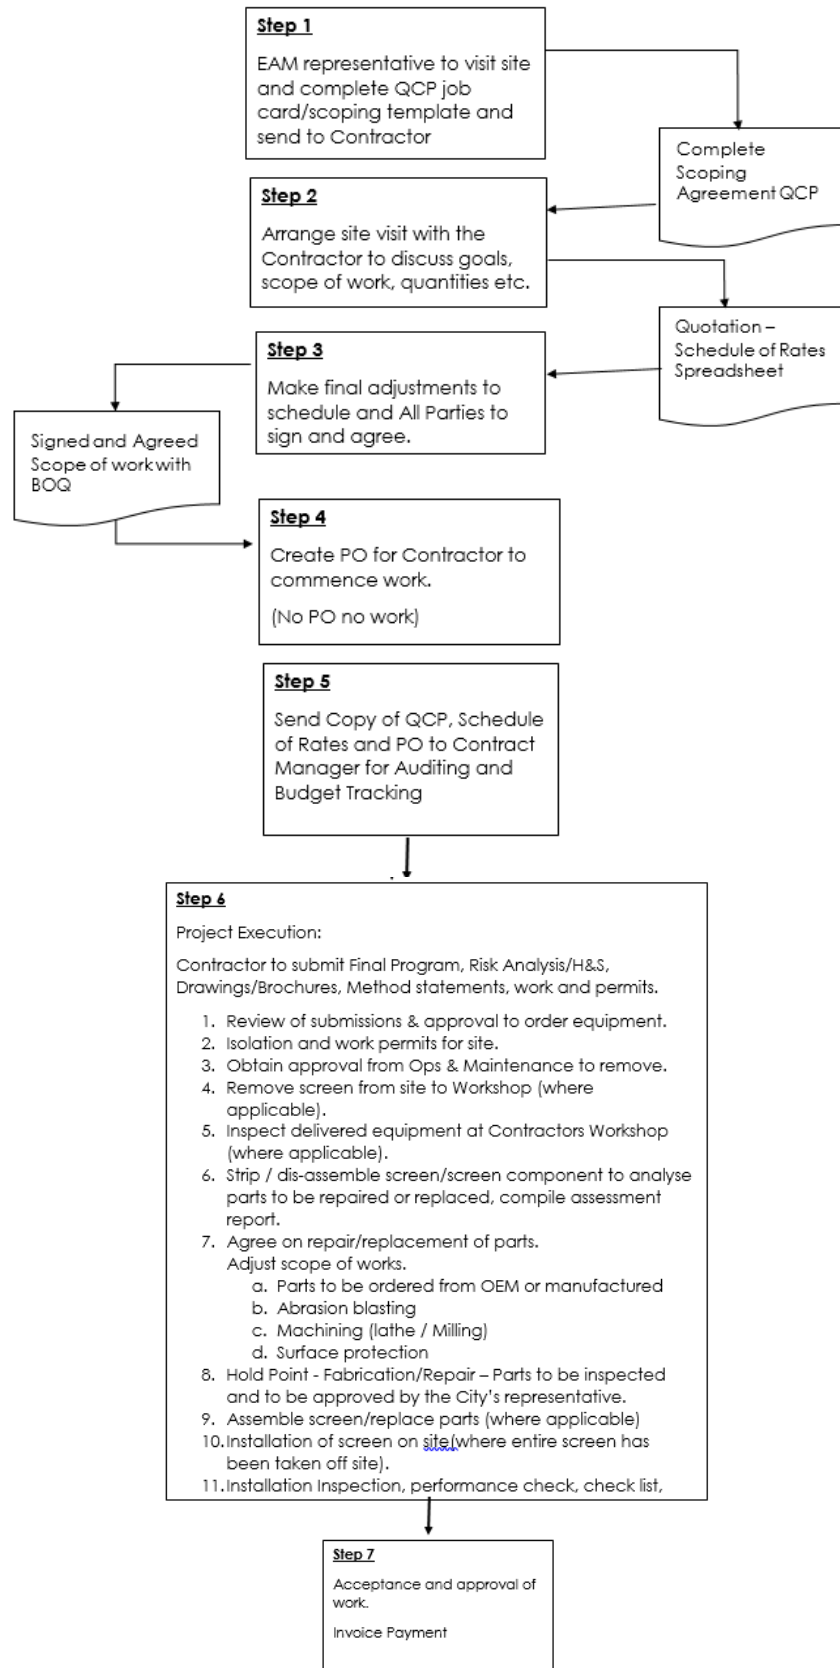 Step 1
EAM representative to visit site
and complete QCP job
card/scoping template and
send to Contractor
Complete
Scoping
Agreement QCP
Step 2
Arrange site visit with the
Contractor to discuss goals,
scope of work, quantities etc.
Quotation –
Schedule of Rates
Spreadsheet
Step 3
Make final adjustments to
schedule and All Parties to
sign and agree.
Signed and Agreed
Scope of work with
BOQ
Step 4
Create PO for Contractor to
commence work.
(No PO no work)
Step 5
Send Copy of QCP, Schedule
of Rates and PO to Contract
Manager for Auditing and
Budget Tracking
Step 6
Project Execution:
Contractor to submit Final Program, Risk Analysis/H&S,
Drawings/Brochures, Method statements, work and permits.
1. Review of submissions & approval to order equipment.
2. Isolation and work permits for site.
3. Obtain approval from Ops & Maintenance to remove.
4. Remove screen from site to Workshop (where
applicable).
5. Inspect delivered equipment at Contractors Workshop
(where applicable).
6. Strip / dis-assemble screen/screen component to analyse
parts to be repaired or replaced, compile assessment
report.
7. Agree on repair/replacement of parts.
Adjust scope of works.
a. Parts to be ordered from OEM or manufactured
b. Abrasion blasting
c. Machining (lathe / Milling)
d. Surface protection
8. Hold Point - Fabrication/Repair – Parts to be inspected
and to be approved by the City's representative.
9. Assemble screen/replace parts (where applicable)
10. Installation of screen on site(where entire screen has
been taken off site).
11. Installation Inspection, performance check, check list,
Step 7
Acceptance and approval of
work.
Invoice Payment